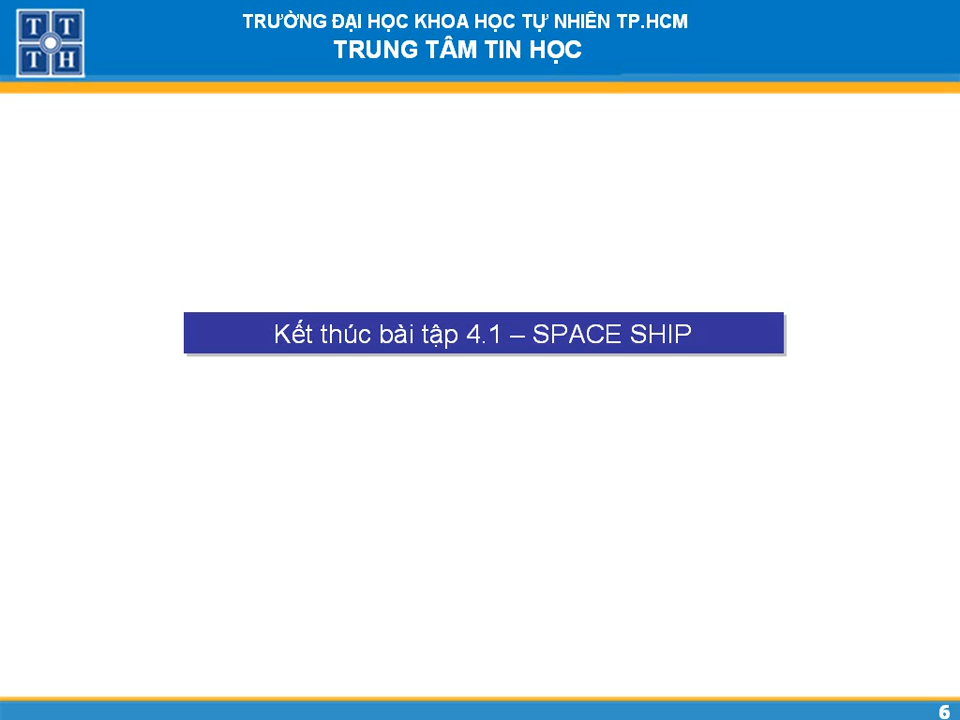 T T
T H
TRƯỜNG ĐẠI HỌC KHOA HỌC TỰ NHIÊN TP.HCM
TRUNG TÂM TIN HỌC
Kết thúc bài tập 4.1 – SPACE SHIP
6